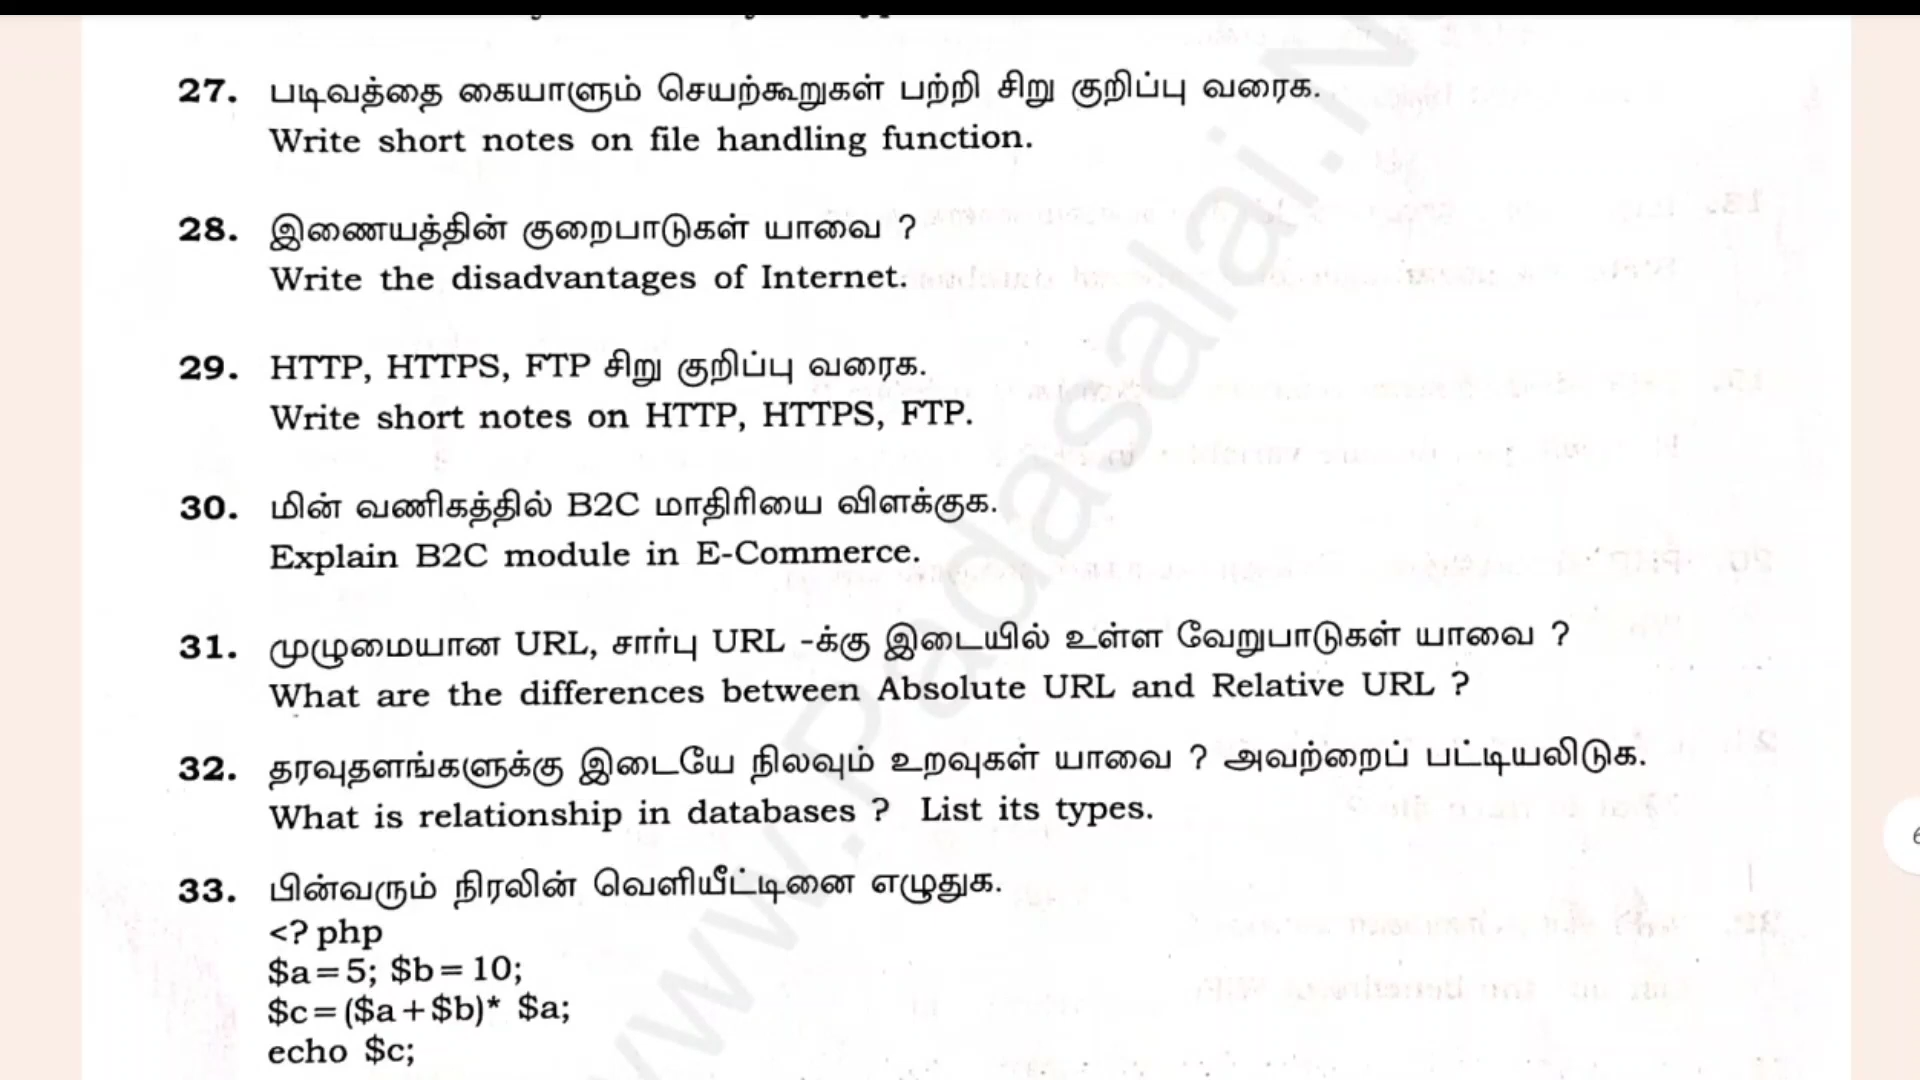 27. படிவத்தை கையாளும் செயற்கூறுகள் பற்றி சிறு குறிப்பு வரைக.
Write short notes on file handling function.
28. இணையத்தின் குறைபாடுகள் யாவை ?
Write the disadvantages of Internet.
29. HTTP, HTTPS, FTP சிறு குறிப்பு வரைக.
Write short notes on HTTP, HTTPS, FTP.
30. மின் வணிகத்தில் B2C மாதிரியை விளக்குக.
Explain B2C module in E-Commerce.
31. முழுமையான URL, சார்பு URL -க்கு இடையில் உள்ள வேறுபாடுகள் யாவை ?
What are the differences between Absolute URL and Relative URL ?
32. தரவுதளங்களுக்கு இடையே நிலவும் உறவுகள் யாவை ? அவற்றைப் பட்டியலிடுக.
What is relationship in databases ? List its types.
33. பின்வரும் நிரலின் வெளியீட்டினை எழுதுக.
<? php
$a=5; $b=10;
$c=($a+$b)* $a;
echo $c;
www.Padasalai.N